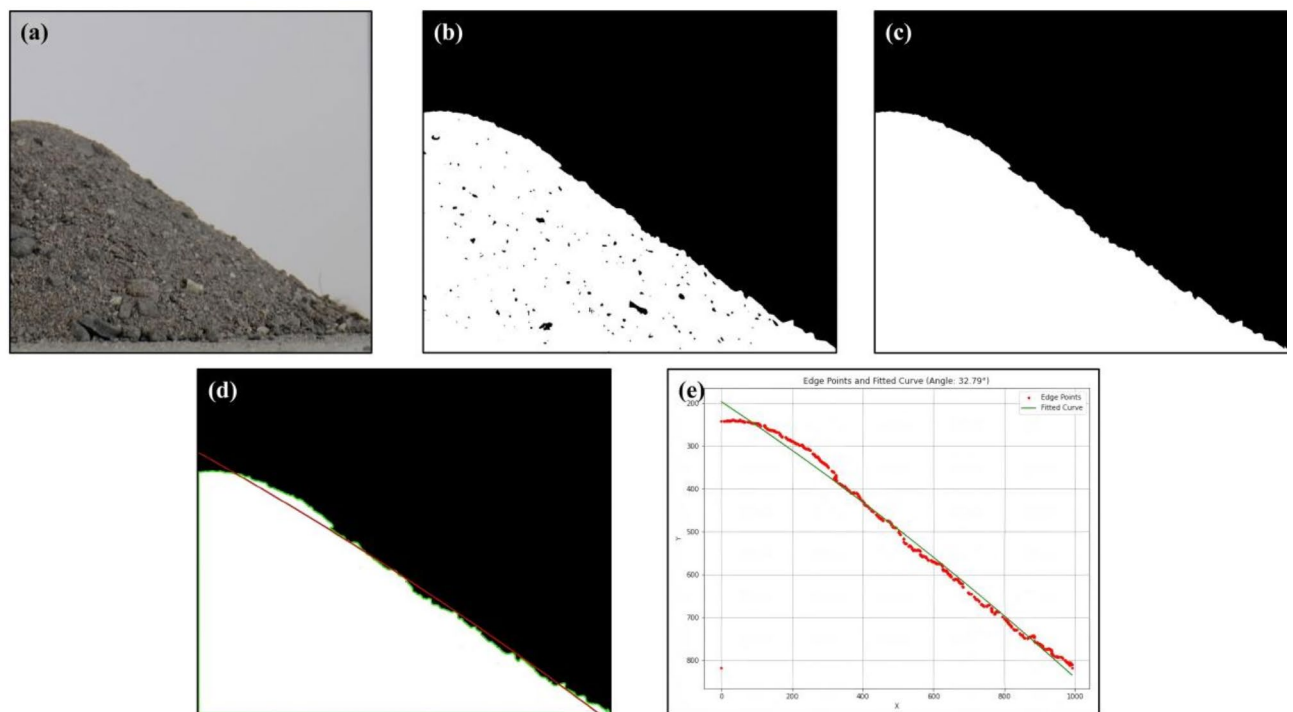 (a)
(b)
(c)
(d)
(e)
Edge Points and Fitted Curve (Angle: 32.79°)
Edge Points
Fitted Curve
200
300
400
500
600
700
800
Y
0
200
400
600
800
1000
X